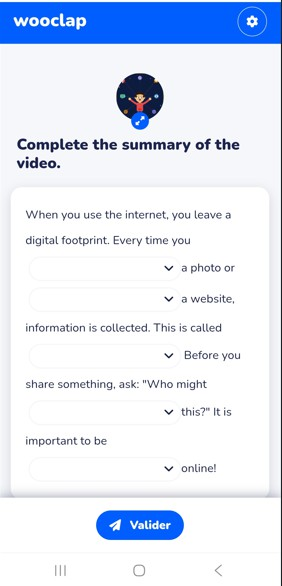 wooclap
Complete the summary of the
video.
When you use the internet, you leave a
digital footprint. Every time you
a photo or
a website,
information is collected. This is called
Before you
share something, ask: "Who might
this?" It is
important to be
online!
Valider